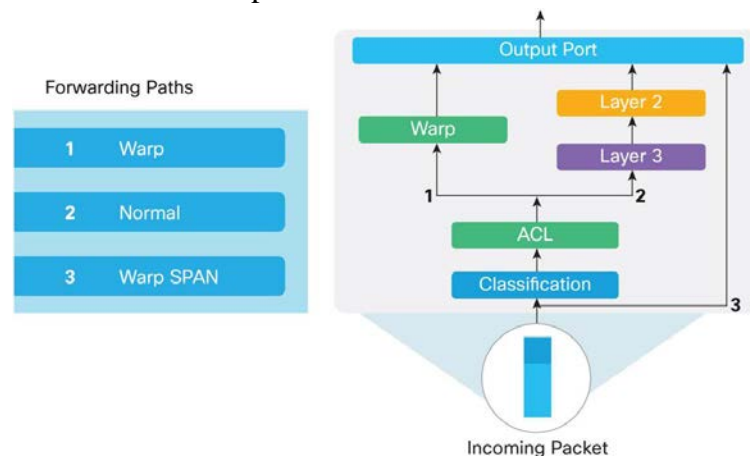 Forwarding Paths
1 Warp
2 Normal
3 Warp SPAN
Output Port
Layer 2
Warp
Layer 3
1
2
ACL
Classification
3
Incoming Packet